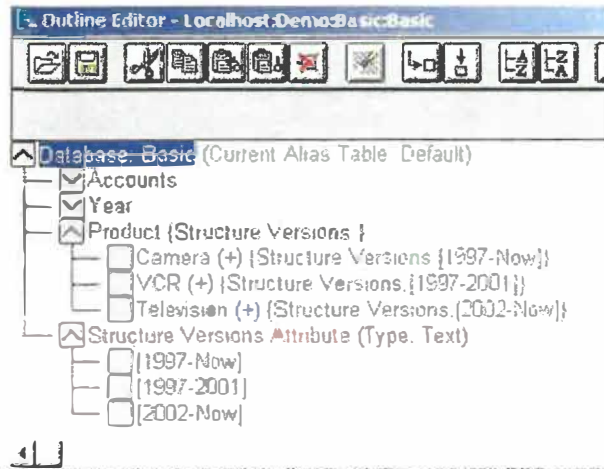 Outline Editor - Localhost:Demo:Basic:Basic
A Z
Z A
Database: Basic (Current Alias Table: Default)
Accounts
Year
Product {Structure Versions }
Camera (+) {Structure Versions:[1997-Now]}
VCR (+) {Structure Versions:[1997-2001]}
Television (+) {Structure Versions:[2002-Now]}
Structure Versions Attribute (Type: Text)
[1997-Now]
[1997-2001]
[2002-Now]